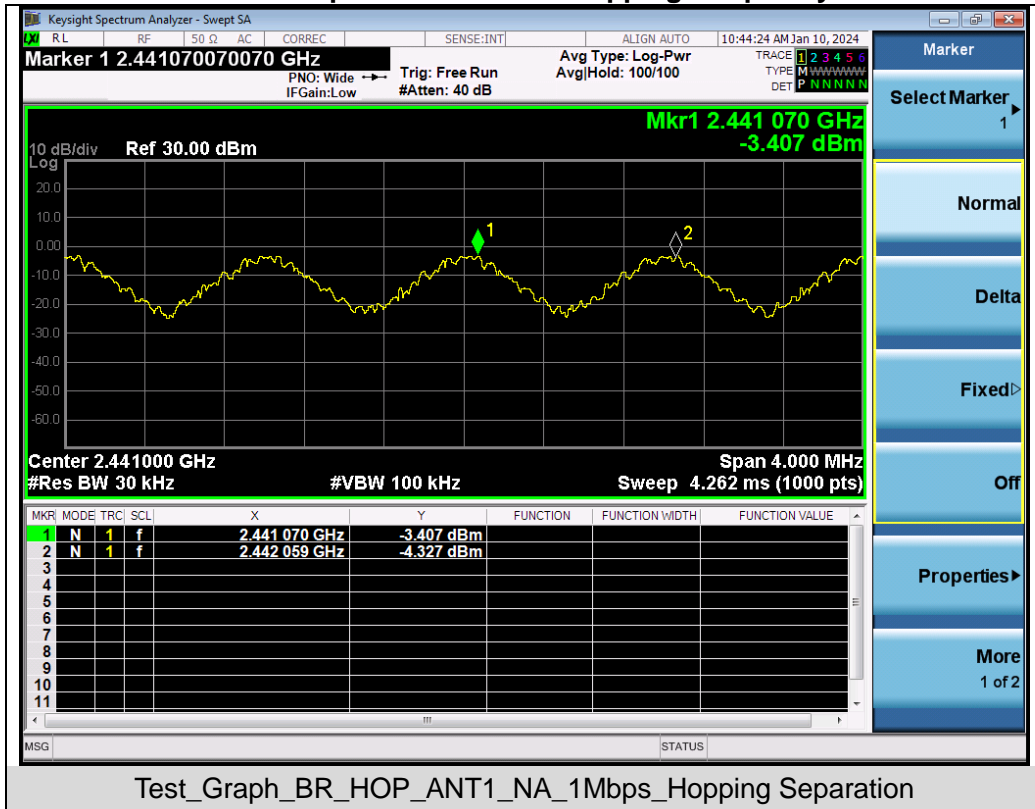 Keysight Spectrum Analyzer - Swept SA
LXI RL RF 50 Ω AC CORREC SENSE:INT ALIGN AUTO 10:44:24 AM Jan 10, 2024
Marker 1 2.441070070070 GHz
PNO: Wide
IFGain:Low
Trig: Free Run
#Atten: 40 dB
Avg Type: Log-Pwr
Avg|Hold: 100/100
TRACE 1 2 3 4 5 6
TYPE M WWWWW
DET P N N N N N
Marker
Select Marker
1
Normal
Delta
Fixed
Off
Properties
More
1 of 2
Mkr1 2.441 070 GHz
-3.407 dBm
10 dB/div Ref 30.00 dBm
Log
20.0
10.0
0.00
-10.0
-20.0
-30.0
-40.0
-50.0
-60.0
1
2
Center 2.441000 GHz Span 4.000 MHz
#Res BW 30 kHz #VBW 100 kHz Sweep 4.262 ms (1000 pts)
MKR MODE TRC SCL X Y FUNCTION FUNCTION WIDTH FUNCTION VALUE
1 N 1 f 2.441 070 GHz -3.407 dBm
2 N 1 f 2.442 059 GHz -4.327 dBm
3
4
5
6
7
8
9
10
11
MSG STATUS
Test_Graph_BR_HOP_ANT1_NA_1Mbps_Hopping Separation